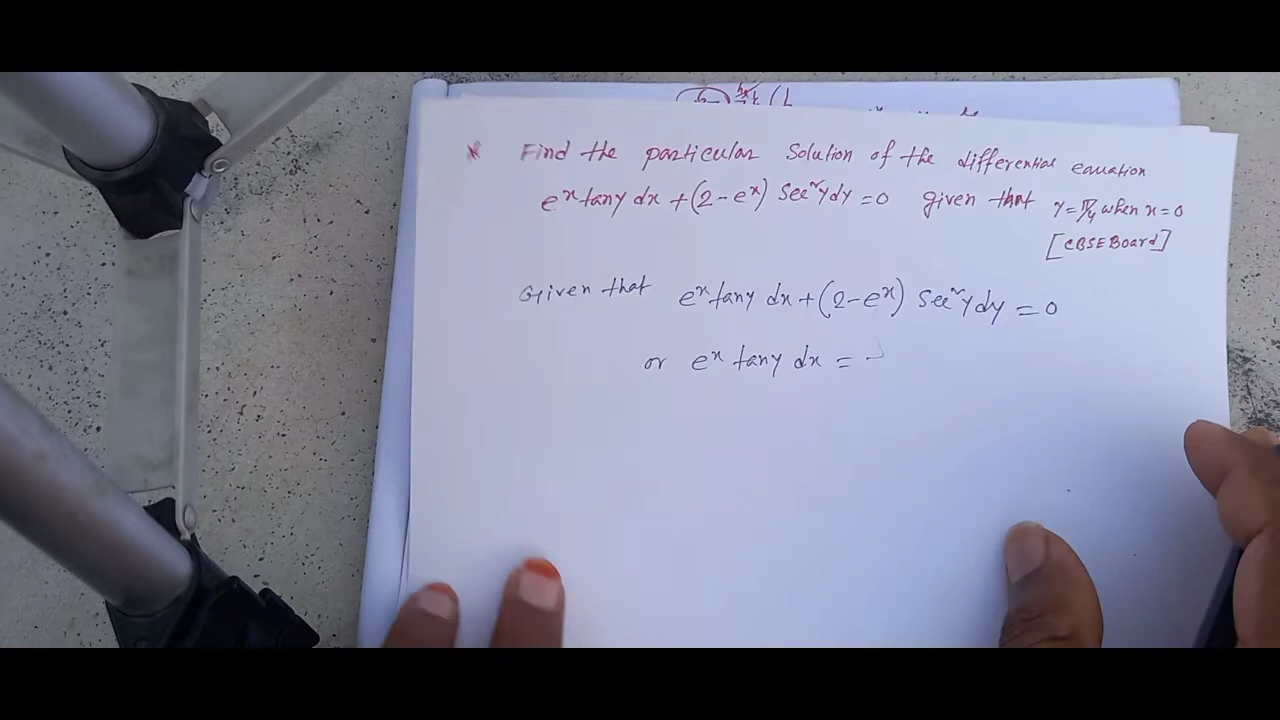 * Find the particular solution of the differential equation
e^x tany dx + (2 - e^x) sec²y dy = 0 given that y = π/4 when x = 0
[CBSE Board]
Given that e^x tany dx + (2 - e^x) sec²y dy = 0
or e^x tany dx = -